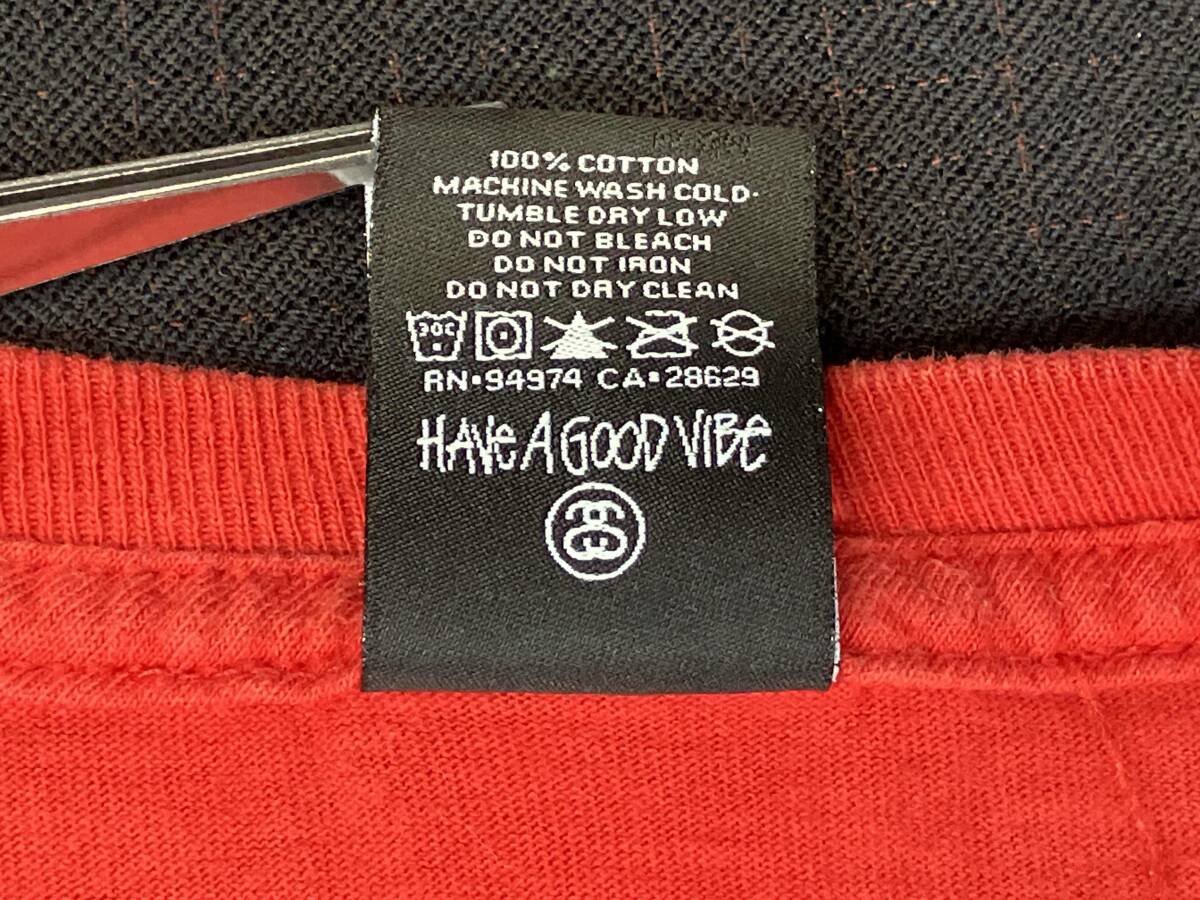 100% COTTON
MACHINE WASH COLD·
TUMBLE DRY LOW
DO NOT BLEACH
DO NOT IRON
DO NOT DRY CLEAN
30C
RN·94974 CA·28629
HAVE A GOOD VIBE